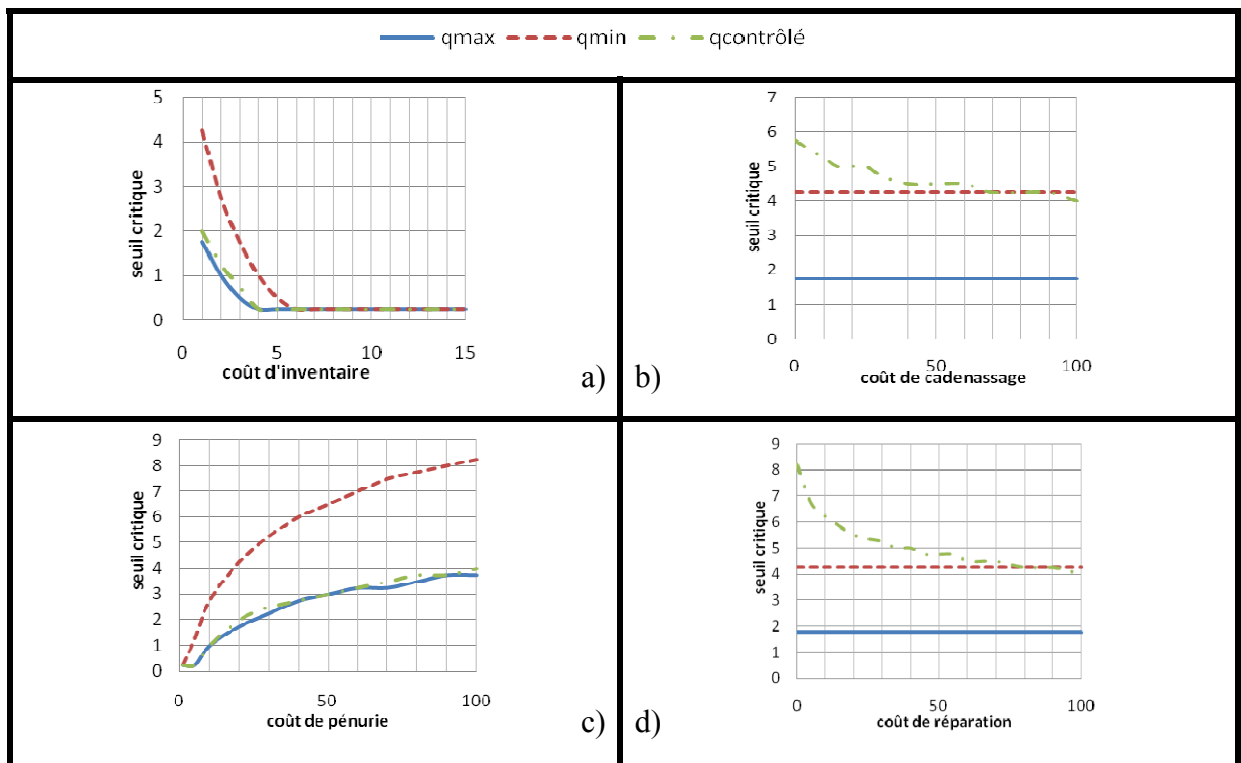 qmax qmin qcontrôlé
5
4
3
2
1
0
seuil critique
0 5 10 15
coût d'inventaire
a)
7
6
5
4
3
2
1
0
seuil critique
0 50 100
coût de cadenassage
b)
9
8
7
6
5
4
3
2
1
0
seuil critique
0 50 100
coût de pénurie
c)
9
8
7
6
5
4
3
2
1
0
seuil critique
0 50 100
coût de réparation
d)